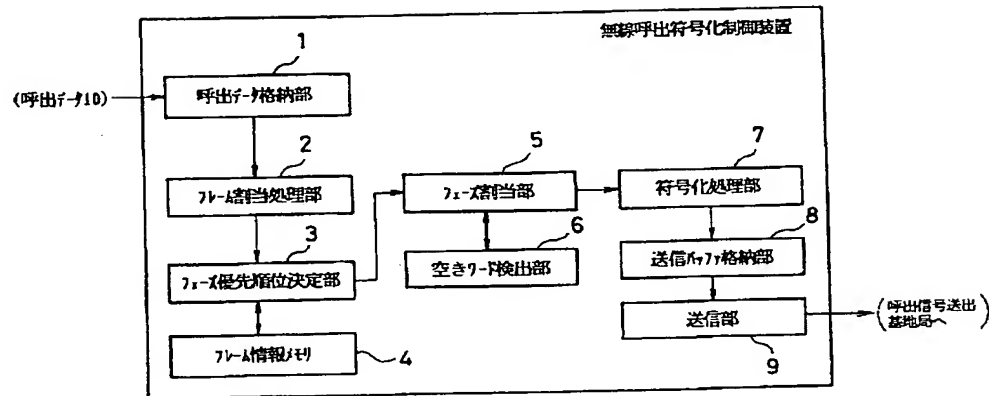 無線呼出符号化制御装置
1
(呼出データ10)
呼出データ格納部
2
フレーム割当処理部
3
フェーズ優先順位決定部
フレーム情報メモリ
4
5
フェーズ割当部
6
空きワード検出部
7
符号化処理部
8
送信バッファ格納部
送信部
9
(呼出信号送出
基地局へ)